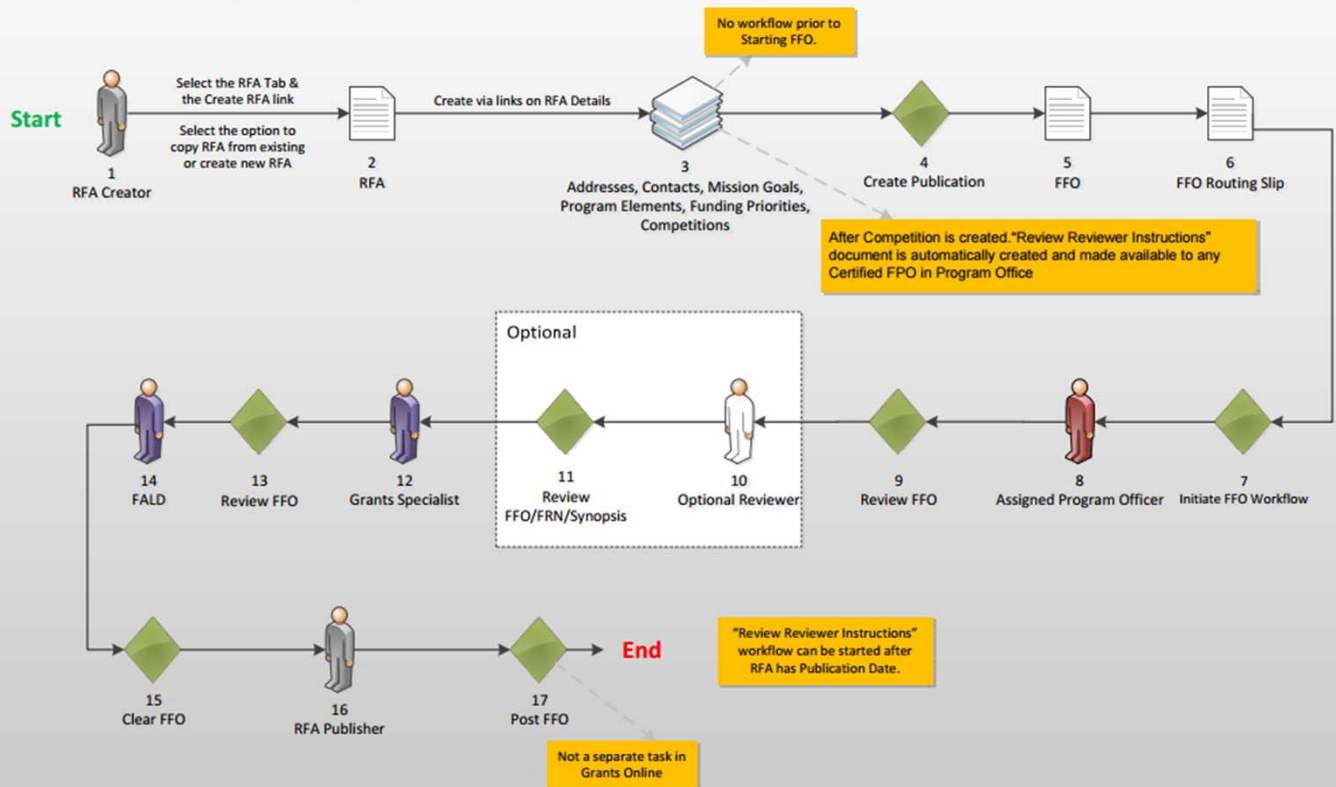 No workflow prior to
Starting FFO.
Start
Select the RFA Tab &
the Create RFA link
Select the option to
copy RFA from existing
or create new RFA
1
RFA Creator
2
RFA
Create via links on RFA Details
3
Addresses, Contacts, Mission Goals,
Program Elements, Funding Priorities,
Competitions
4
Create Publication
5
FFO
6
FFO Routing Slip
After Competition is created."Review Reviewer Instructions"
document is automatically created and made available to any
Certified FPO in Program Office
Optional
14
FALD
13
Review FFO
12
Grants Specialist
11
Review
FFO/FRN/Synopsis
10
Optional Reviewer
9
Review FFO
8
Assigned Program Officer
7
Initiate FFO Workflow
15
Clear FFO
16
RFA Publisher
17
Post FFO
End
"Review Reviewer Instructions"
workflow can be started after
RFA has Publication Date.
Not a separate task in
Grants Online